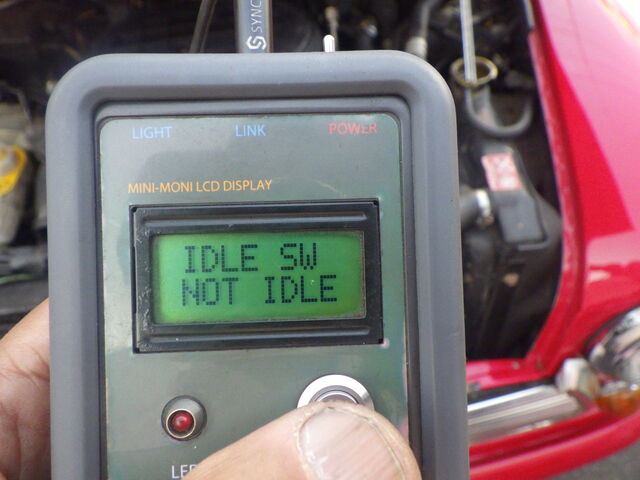 SYNC
LIGHT LINK POWER
MINI-MONI LCD DISPLAY
IDLE SW
NOT IDLE